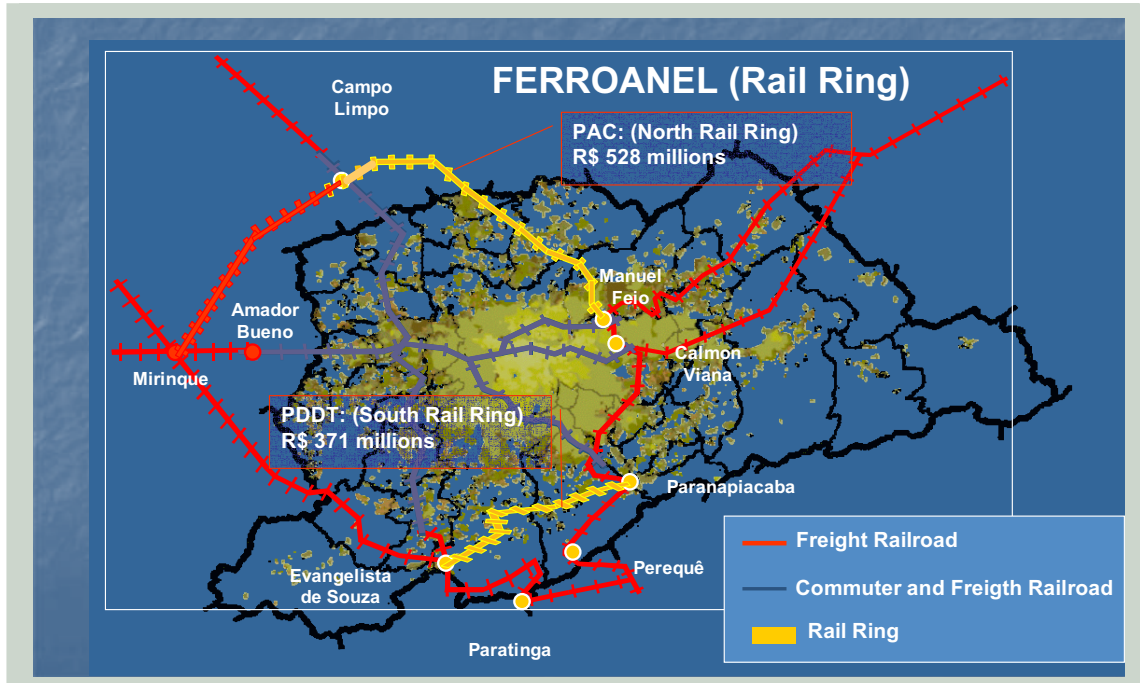 FERROANEL (Rail Ring)
Campo
Limpo
PAC: (North Rail Ring)
R$ 528 millions
Manuel
Feio
Amador
Bueno
Mirinque
Calmon
Viana
PDDT: (South Rail Ring)
R$ 371 millions
Paranapiacaba
Evangelista
de Souza
Perequê
Paratinga
Freight Railroad
Commuter and Freigth Railroad
Rail Ring